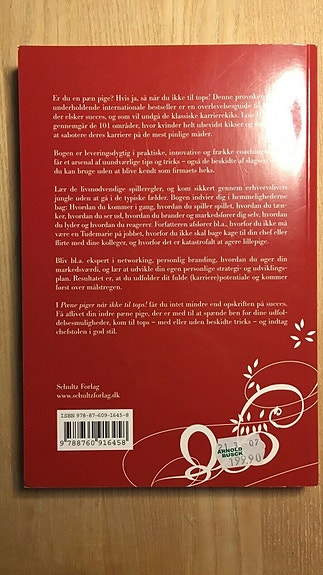 Er du en pæn pige? Hvis ja, så når du ikke til tops! Denne provoker
underholdende internationale bestseller er en overlevelsesguide til
der elsker succes, og som vil undgå de klassiske karrierekiks. Lois
gennemgår de 101 områder, hvor kvinder helt ubevidst kikser og
at sabotere deres karriere på de mest pinlige måder.
Bogen er leveringsdygtig i praktiske, innovative og frække coaching
får et arsenal af uundværlige tips og tricks – også de beskidte af slagsen
du kan bruge uden at blive kendt som firmaets heks.
Lær de livsnødvendige spilleregler, og kom sikkert gennem erhvervslivets
jungle uden at gå i de typiske fælder. Bogen indvier dig i hemmelighederne
bag: Hvordan du kommer i gang, hvordan du spiller spillet, hvordan du tæn-
ker, hvordan du ser ud, hvordan du brander og markedsfører dig selv, hvordan
du lyder og hvordan du reagerer. Forfatteren afslører bl.a., hvorfor du ikke må
være en Tudemarie på jobbet, hvorfor du ikke skal bage kage til din chef eller
flirte med dine kolleger, og hvorfor det er katastrofalt at agere lillepige.
Bliv bl.a. ekspert i networking, personlig branding, hvordan du øger din
markedsværdi, og lær at udvikle din egen personlige strategi- og udviklings-
plan. Resultatet er, at du udfolder dit fulde (karriere)potentiale og kommer
først over målstregen.
I Pæne piger når ikke til tops! får du intet mindre end opskriften på succes.
Få aflivet din indre pæne pige, der er med til at spænde ben for dine udfol-
delsesmuligheder, kom til tops – med eller uden beskidte tricks – og indtag
chefstolen i god stil.
Schultz Forlag
www.schultzforlag.dk
ISBN 978-87-609-1645-8
9 788760 916458
21.3.07
ARNOLD
BUSCK
199.90